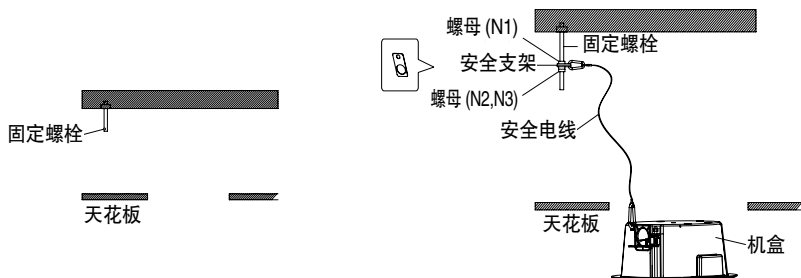 固定螺栓
天花板
螺母 (N1)
固定螺栓
安全支架
螺母 (N2,N3)
安全电线
天花板
机盒